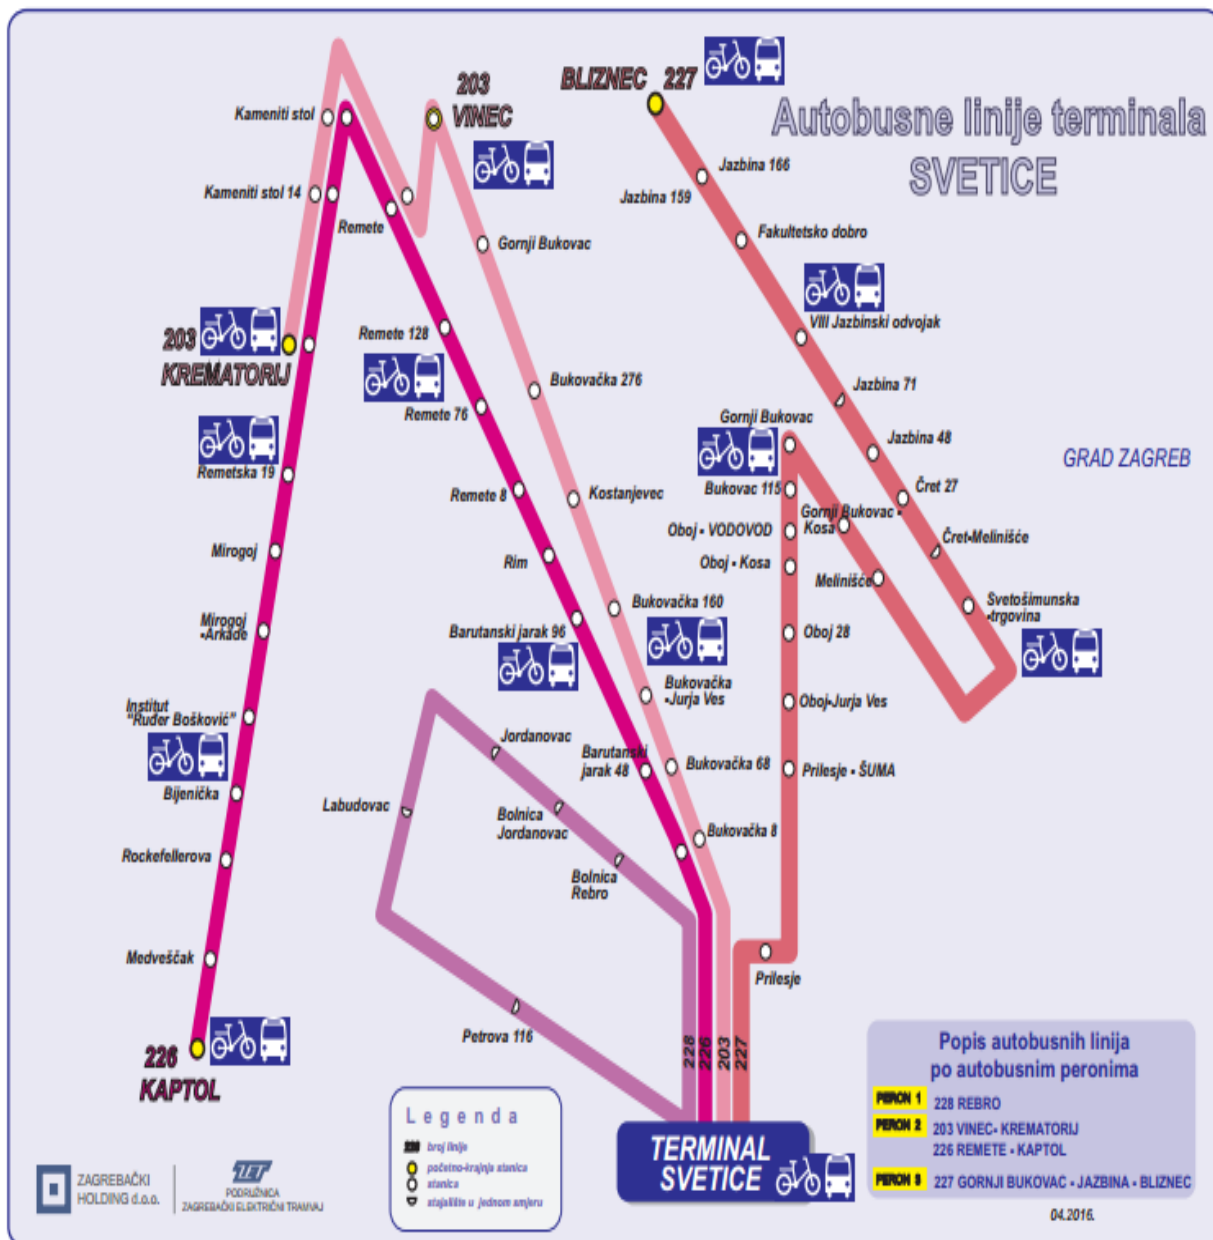 BLIZNEC 227
203
VINEC
Autobusne linije terminala
SVETICE
Kameniti stol
Kameniti stol 14
Remete
Jazbina 166
Jazbina 159
Fakultetsko dobro
Gornji Bukovac
VIII Jazbinski odvojak
203
KREMATORIJ
Remete 128
Remete 76
Bukovačka 276
Jazbina 71
Gornji Bukovac
Jazbina 48
GRAD ZAGREB
Remetska 19
Remete 8
Kostanjevec
Bukovac 115
Čret 27
Gornji Bukovac -
Kosa
Oboj - VODOVOD
Čret-Melinišće
Mirogoj
Rim
Oboj - Kosa
Melinišće
Mirogoj
-Arkade
Barutanski jarak 96
Bukovačka 160
Oboj 28
Svetošimunska
-trgovina
Bukovačka
-Jurja Ves
Oboj-Jurja Ves
Institut
"Ruđer Bošković"
Jordanovac
Barutanski
jarak 48
Bukovačka 68
Prilesje - ŠUMA
Bijenička
Labudovac
Bolnica
Jordanovac
Bukovačka 8
Rockefellerova
Bolnica
Rebro
Medveščak
Prilesje
Petrova 116
228
226
203
227
226
KAPTOL
Legenda
broj linije
početno-krajnja stanica
stanica
stajalište u jednom smjeru
TERMINAL
SVETICE
Popis autobusnih linija
po autobusnim peronima
PERON 1 228 REBRO
PERON 2 203 VINEC- KREMATORIJ
226 REMETE - KAPTOL
PERON 3 227 GORNJI BUKOVAC - JAZBINA - BLIZNEC
04.2016.
ZAGREBAČKI
HOLDING d.o.o.
ZET
PODRUŽNICA
ZAGREBAČKI ELEKTRIČNI TRAMVAJ